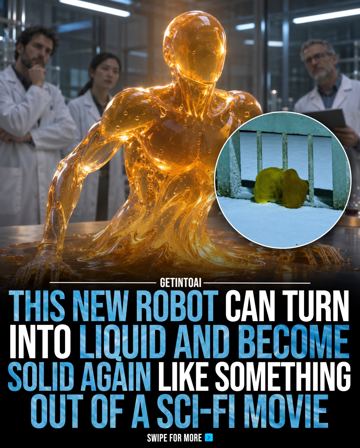 GETINTOAI
THIS NEW ROBOT CAN TURN
INTO LIQUID AND BECOME
SOLID AGAIN LIKE SOMETHING
OUT OF A SCI-FI MOVIE
SWIPE FOR MORE